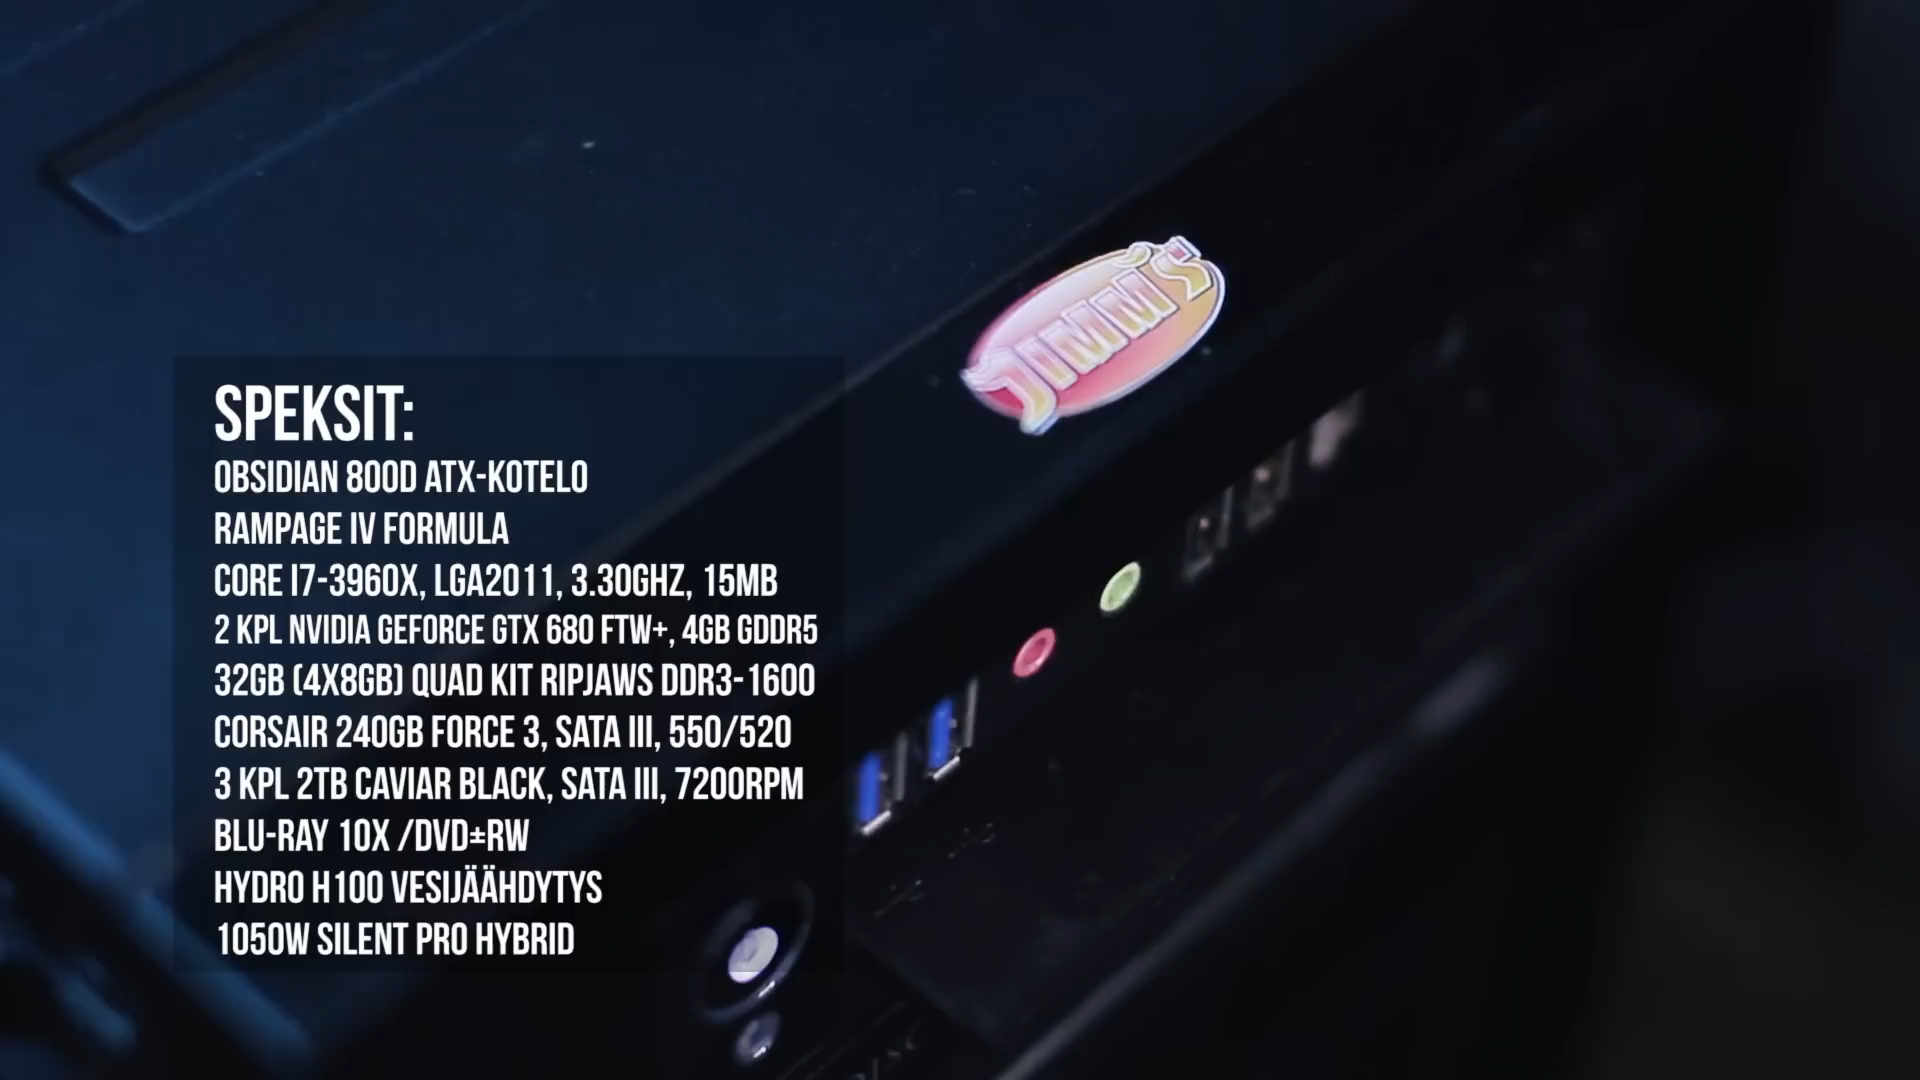 JIMM'S
SPEKSIT:
OBSIDIAN 800D ATX-KOTELO
RAMPAGE IV FORMULA
CORE I7-3960X, LGA2011, 3.30GHZ, 15MB
2 KPL NVIDIA GEFORCE GTX 680 FTW+, 4GB GDDR5
32GB (4X8GB) QUAD KIT RIPJAWS DDR3-1600
CORSAIR 240GB FORCE 3, SATA III, 550/520
3 KPL 2TB CAVIAR BLACK, SATA III, 7200RPM
BLU-RAY 10X /DVD±RW
HYDRO H100 VESIJÄÄHDYTYS
1050W SILENT PRO HYBRID